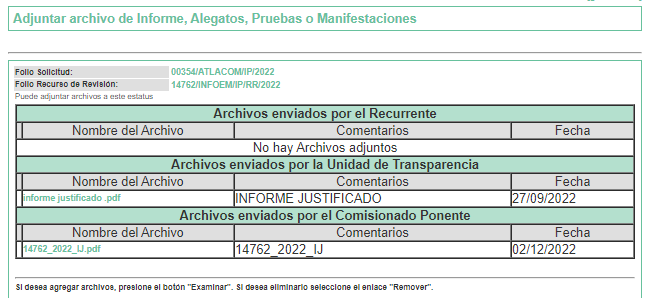 Adjuntar archivo de Informe, Alegatos, Pruebas o Manifestaciones
Folio Solicitud: 00354/ATLACOM/IP/2022
Folio Recurso de Revisión: 14762/INFOEM/IP/RR/2022
Puede adjuntar archivos a este estatus
Archivos enviados por el Recurrente
Nombre del Archivo Comentarios Fecha
No hay Archivos adjuntos
Archivos enviados por la Unidad de Transparencia
Nombre del Archivo Comentarios Fecha
informe justificado .pdf INFORME JUSTIFICADO 27/09/2022
Archivos enviados por el Comisionado Ponente
Nombre del Archivo Comentarios Fecha
14762_2022_IJ.pdf 14762_2022_IJ 02/12/2022
Si desea agregar archivos, presione el botón "Examinar". Si desea eliminarlo seleccione el enlace "Remover".